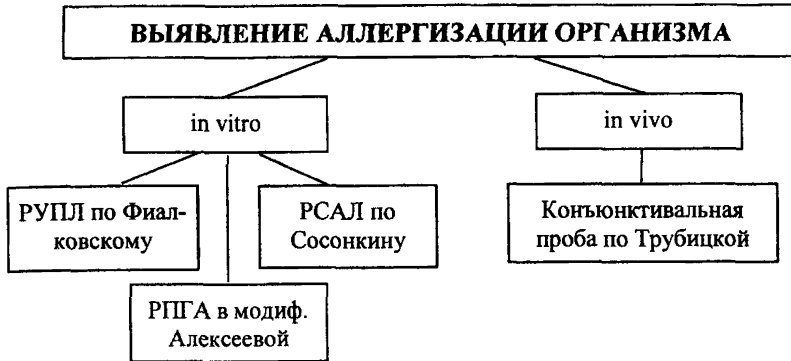 ВЫЯВЛЕНИЕ АЛЛЕРГИЗАЦИИ ОРГАНИЗМА
in vitro
in vivo
РУПЛ по Фиал-
ковскому
РСАЛ по
Сосонкину
Конъюнктивальная
проба по Трубицкой
РПГА в модиф.
Алексеевой